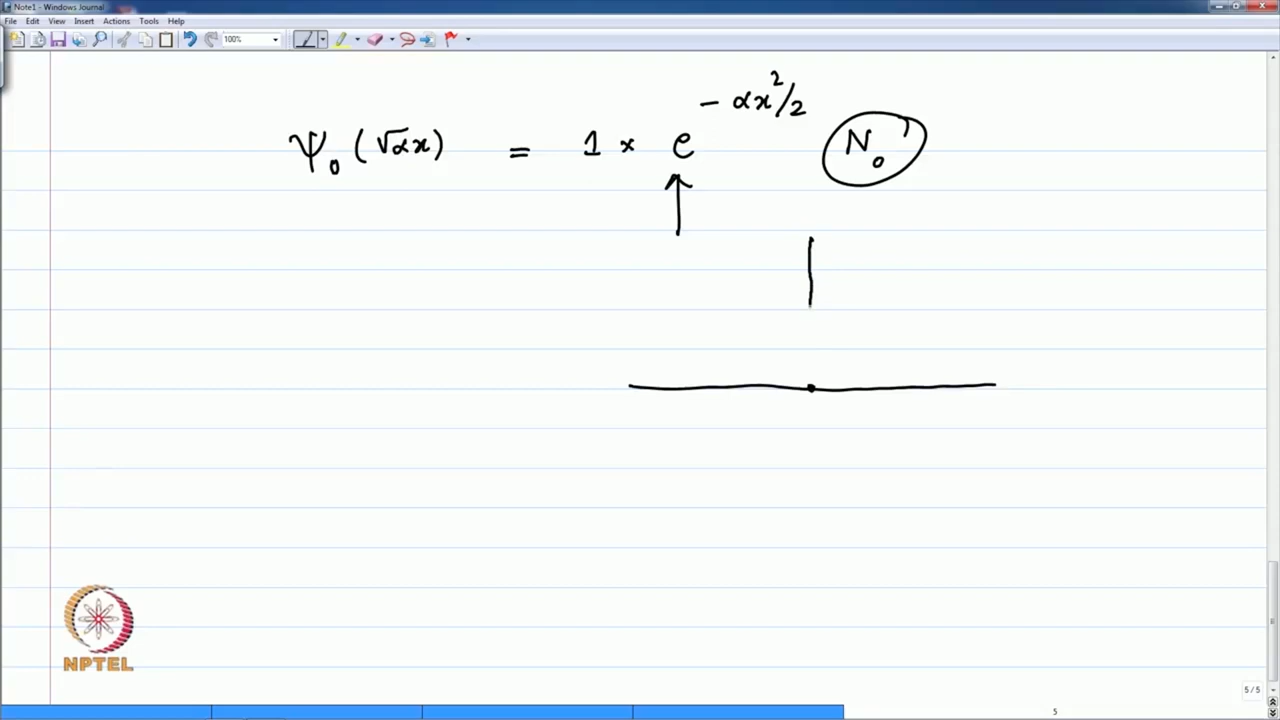 Note1 - Windows Journal
File Edit View Insert Actions Tools Help
100%
ψ₀ (√αx) = 1 × e^(-αx²/2) N₀
NPTEL
5 / 5
5